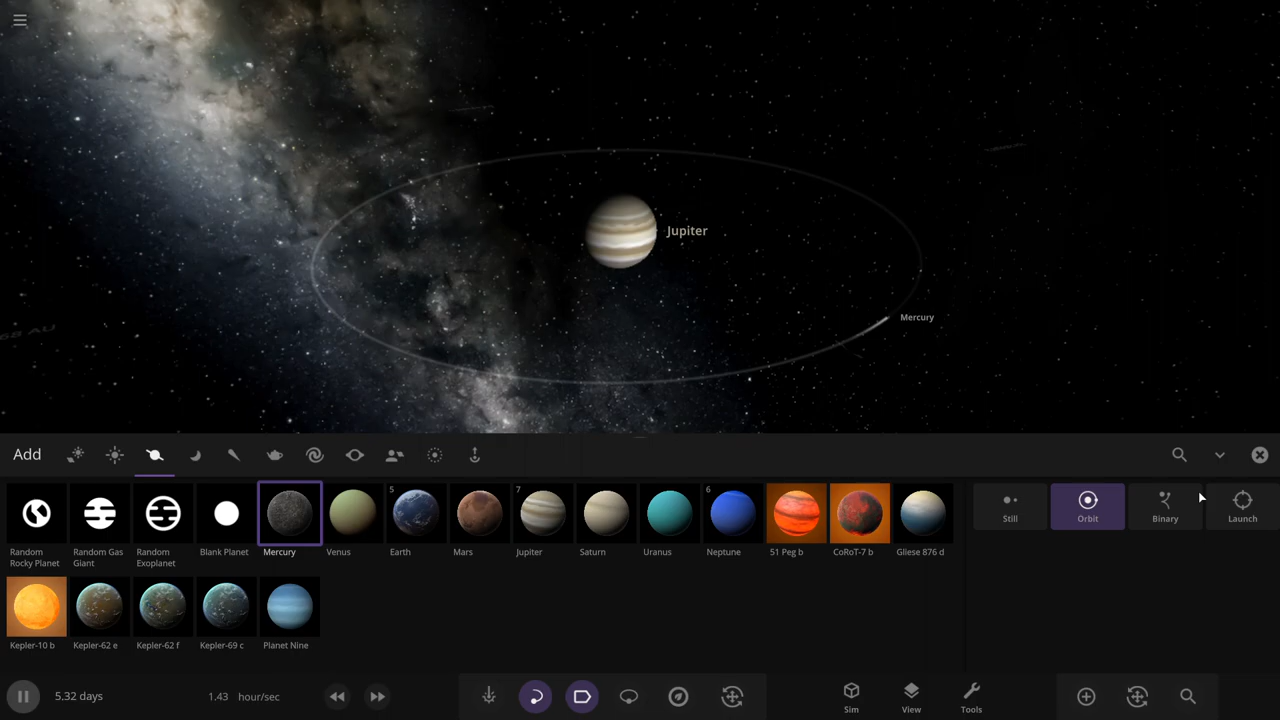 Jupiter
Mercury
Add
5
7
6
Random
Rocky Planet
Random Gas
Giant
Random
Exoplanet
Blank Planet
Mercury
Venus
Earth
Mars
Jupiter
Saturn
Uranus
Neptune
51 Peg b
CoRoT-7 b
Gliese 876 d
Still
Orbit
Binary
Launch
Kepler-10 b
Kepler-62 e
Kepler-62 f
Kepler-69 c
Planet Nine
5.32 days
1.43 hour/sec
Sim
View
Tools